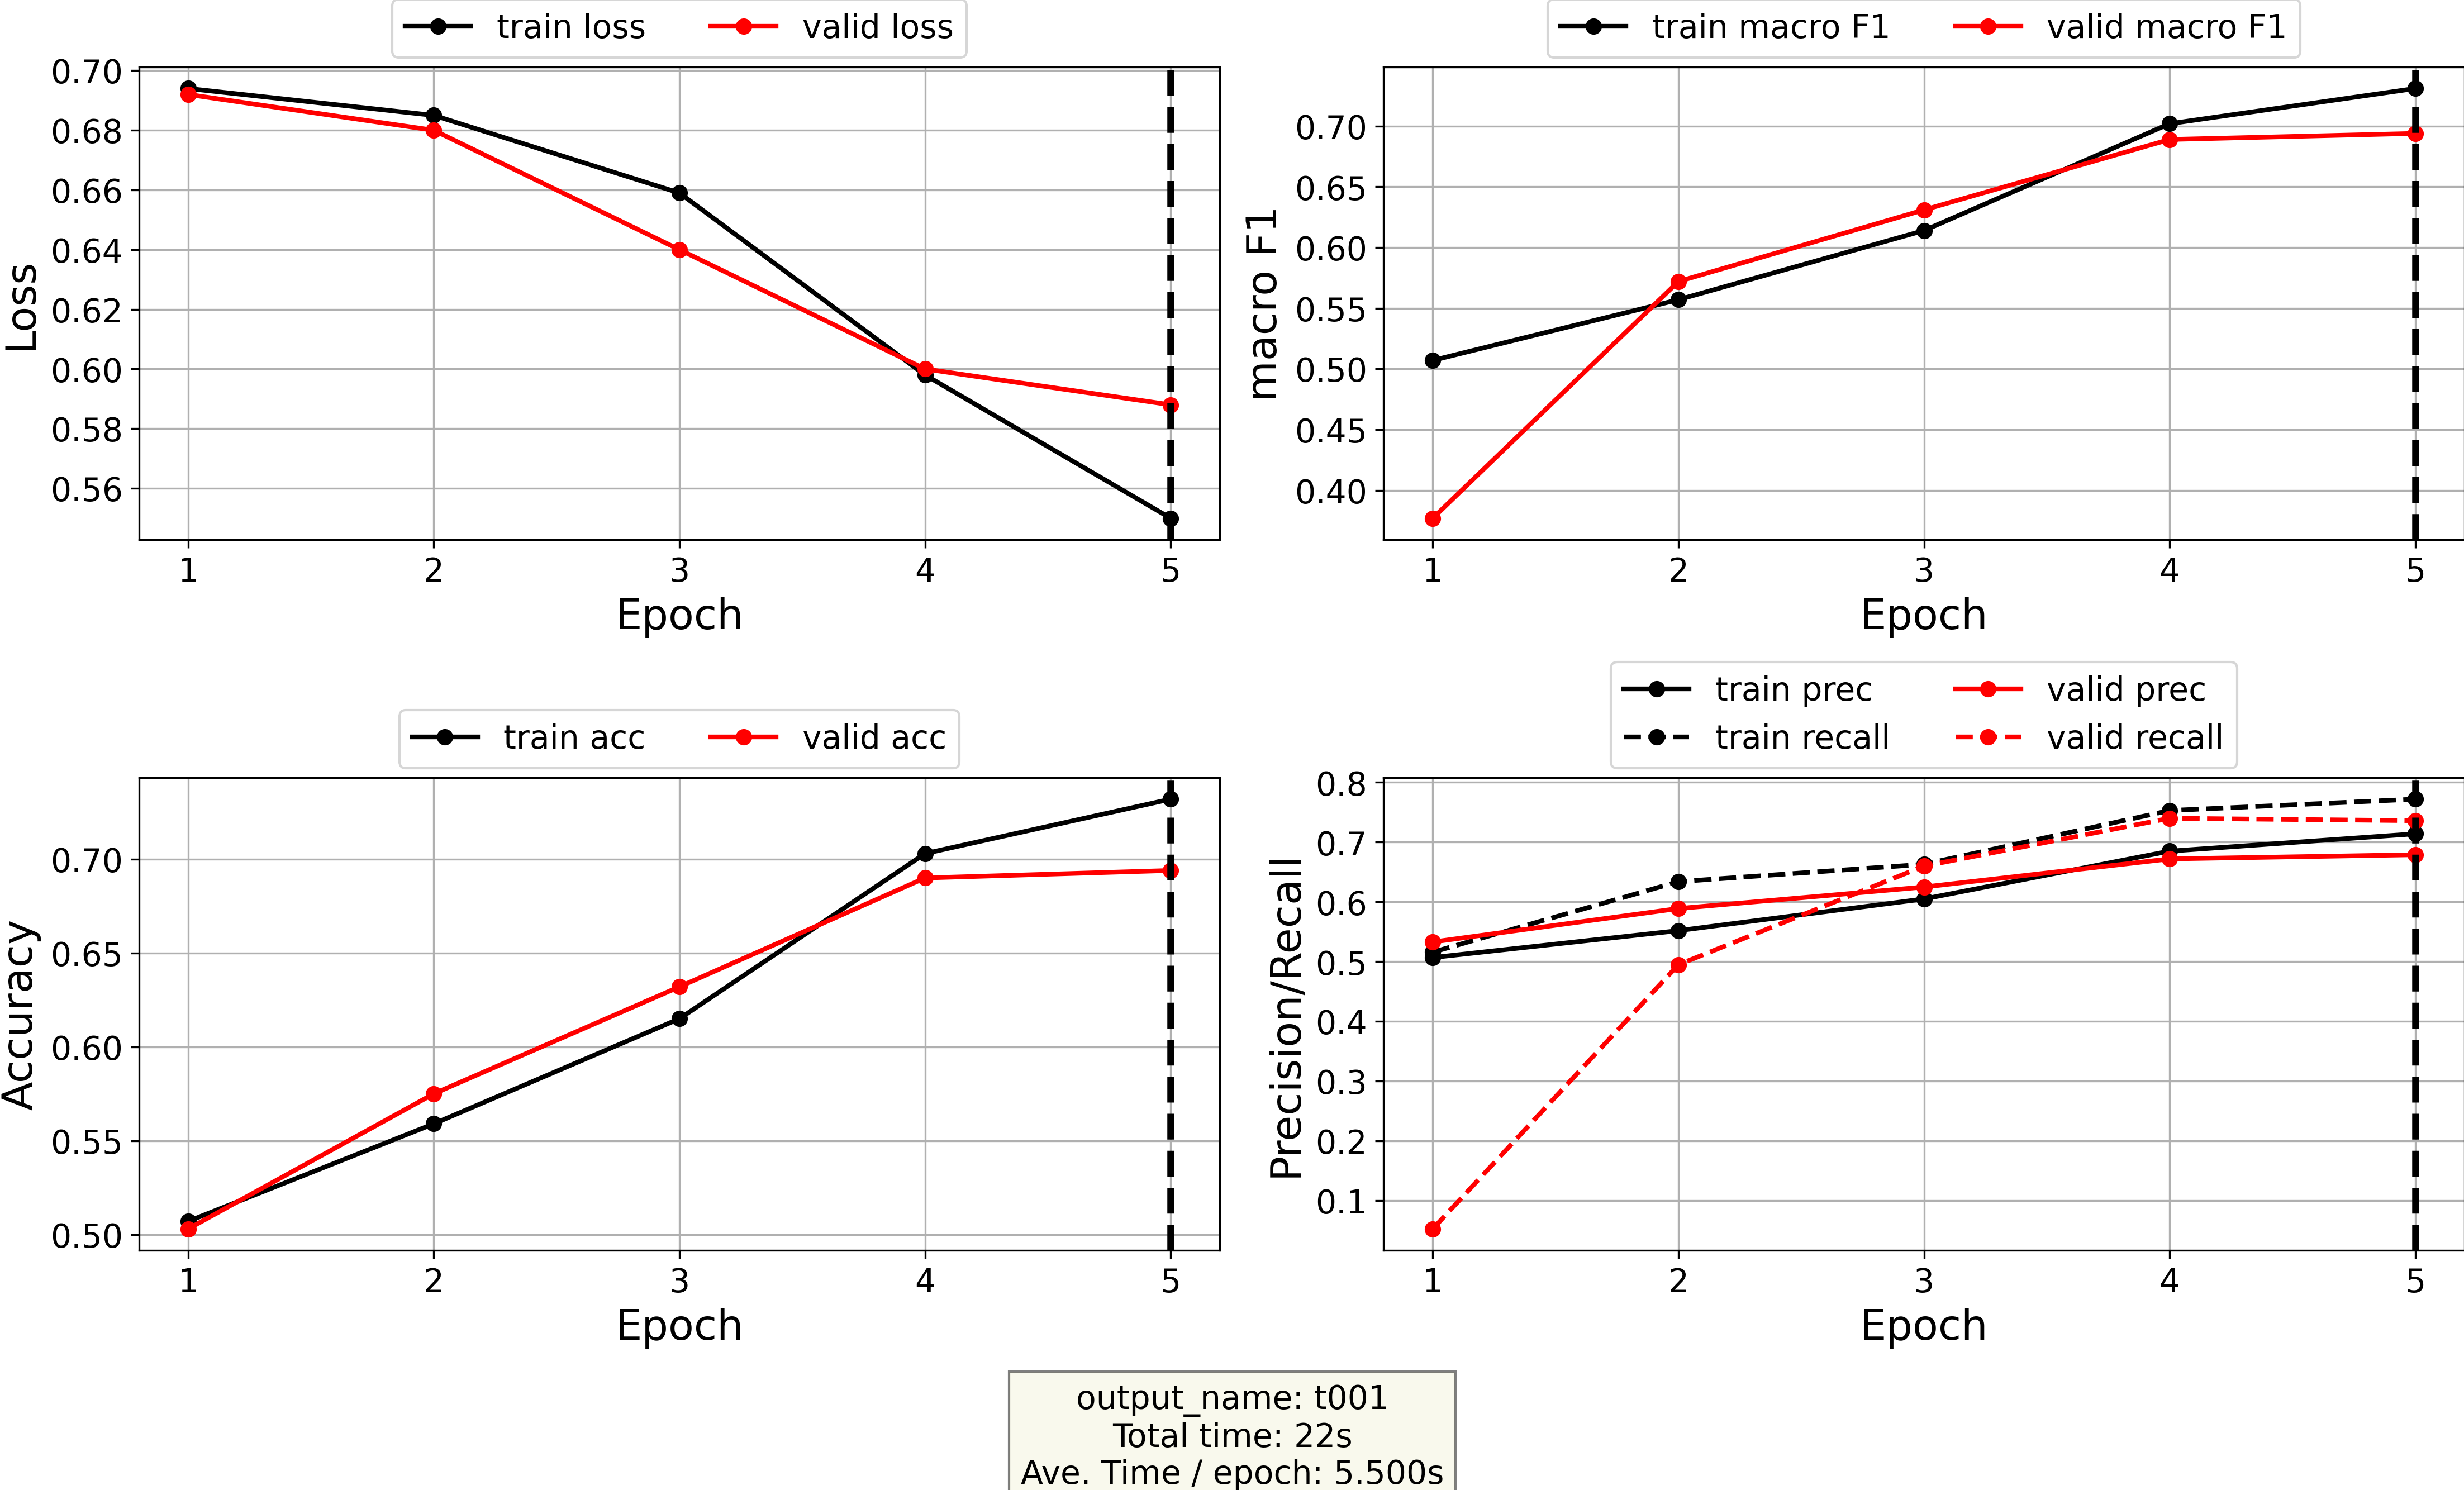 train loss valid loss
0.70
0.68
0.66
0.64
0.62
0.60
0.58
0.56
Loss
1 2 3 4 5
Epoch
train macro F1 valid macro F1
0.70
0.65
0.60
0.55
0.50
0.45
0.40
macro F1
1 2 3 4 5
Epoch
train acc valid acc
0.70
0.65
0.60
0.55
0.50
Accuracy
1 2 3 4 5
Epoch
train prec valid prec
train recall valid recall
0.8
0.7
0.6
0.5
0.4
0.3
0.2
0.1
Precision/Recall
1 2 3 4 5
Epoch
output_name: t001
Total time: 22s
Ave. Time / epoch: 5.500s